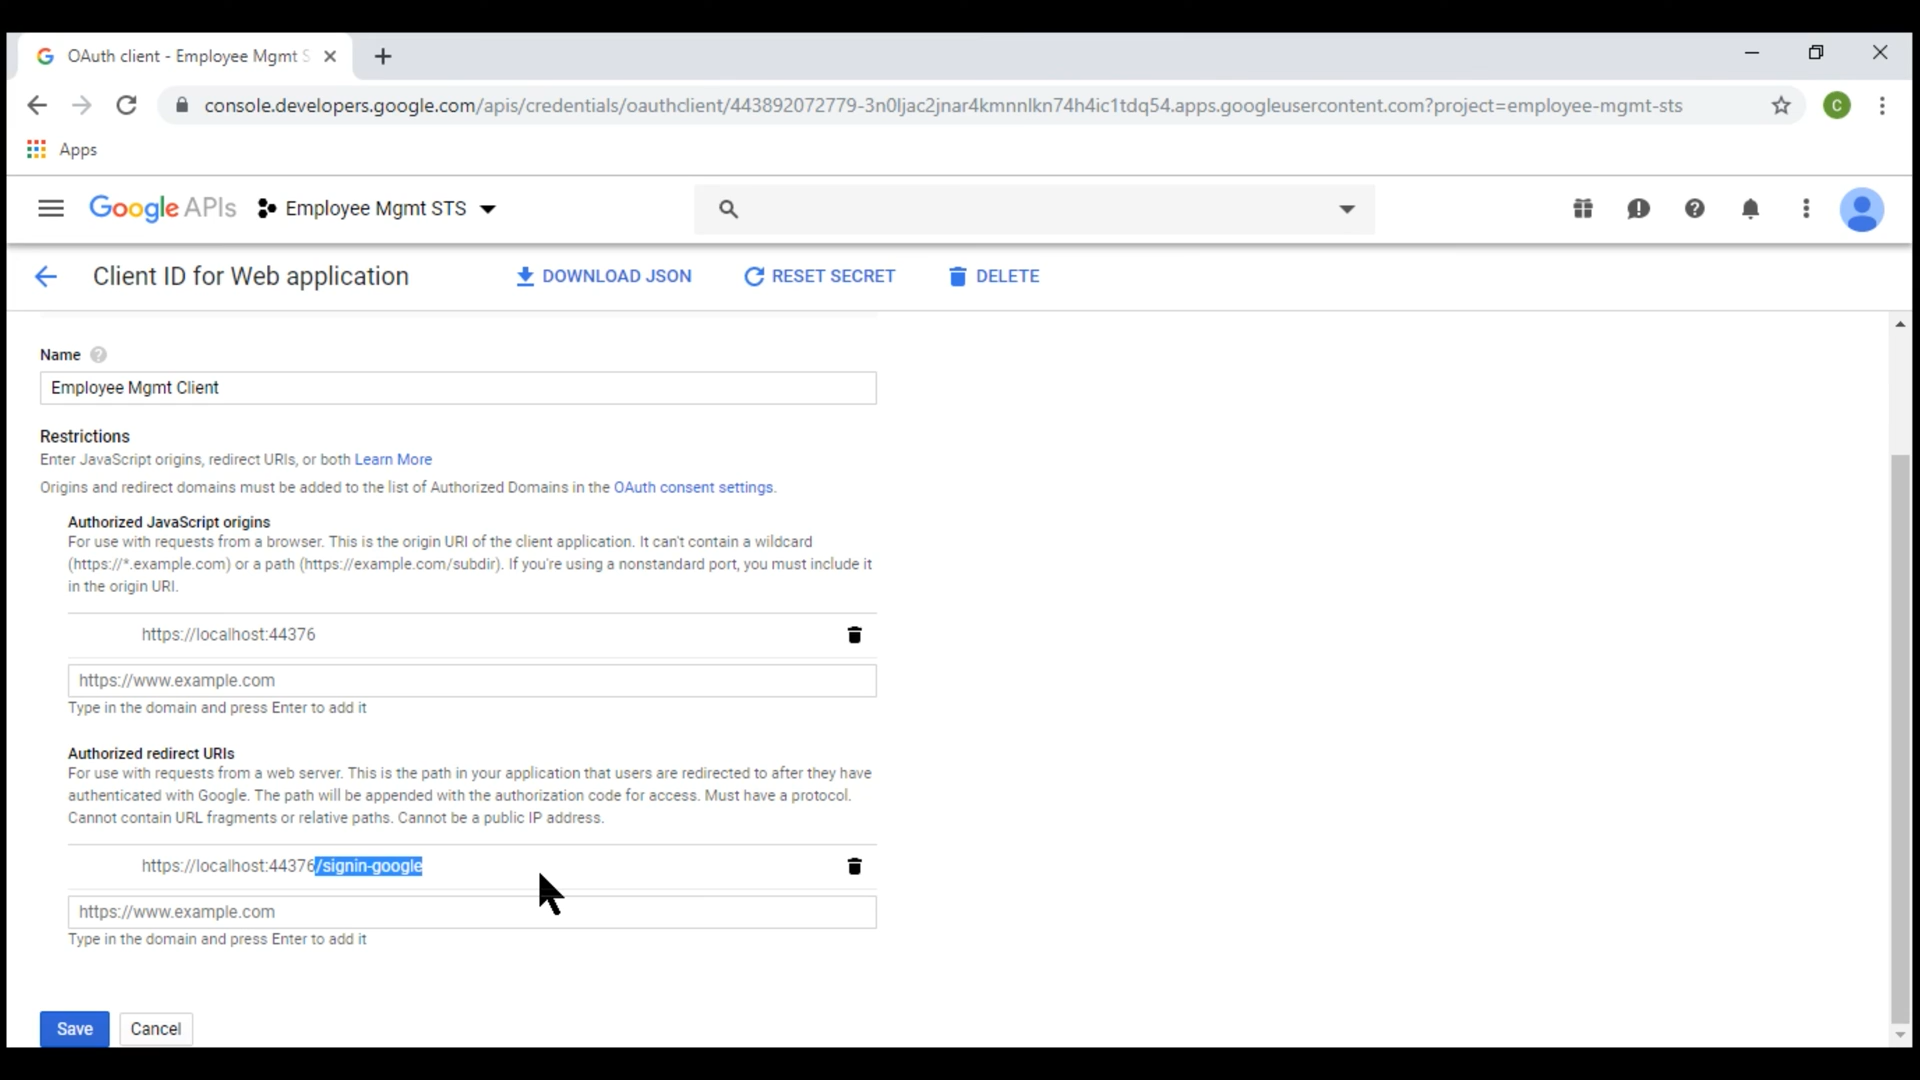 OAuth client - Employee Mgmt S
console.developers.google.com/apis/credentials/oauthclient/443892072779-3n0ljac2jnar4kmnnlkn74h4ic1tdq54.apps.googleusercontent.com?project=employee-mgmt-sts
C
Apps
Google APIs
Employee Mgmt STS
Client ID for Web application
DOWNLOAD JSON
RESET SECRET
DELETE
Name
Employee Mgmt Client
Restrictions
Enter JavaScript origins, redirect URIs, or both Learn More
Origins and redirect domains must be added to the list of Authorized Domains in the OAuth consent settings.
Authorized JavaScript origins
For use with requests from a browser. This is the origin URI of the client application. It can't contain a wildcard
(https://*.example.com) or a path (https://example.com/subdir). If you're using a nonstandard port, you must include it
in the origin URI.
https://localhost:44376
https://www.example.com
Type in the domain and press Enter to add it
Authorized redirect URIs
For use with requests from a web server. This is the path in your application that users are redirected to after they have
authenticated with Google. The path will be appended with the authorization code for access. Must have a protocol.
Cannot contain URL fragments or relative paths. Cannot be a public IP address.
https://localhost:44376/signin-google
https://www.example.com
Type in the domain and press Enter to add it
Save
Cancel